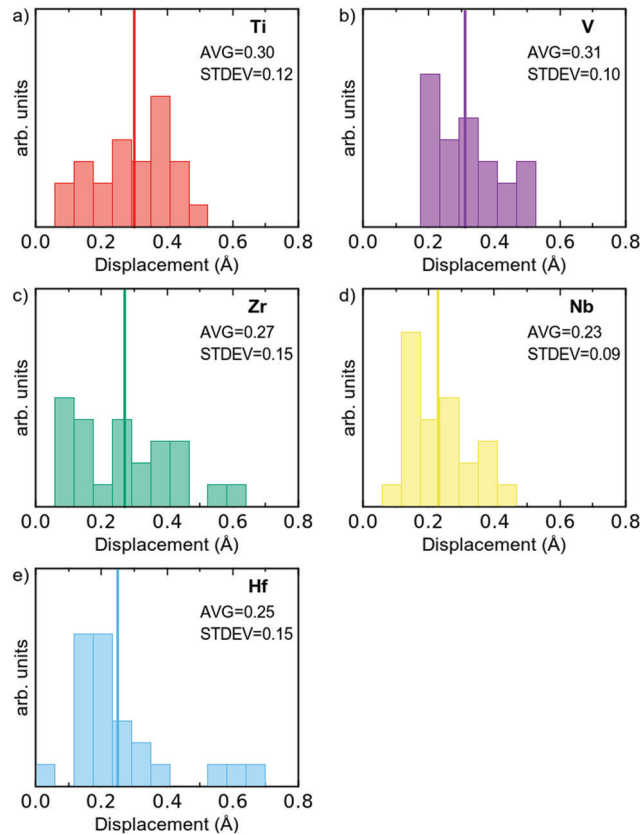 a)
Ti
AVG=0.30
STDEV=0.12
arb. units
0.0 0.2 0.4 0.6 0.8
Displacement (Å)
b)
V
AVG=0.31
STDEV=0.10
arb. units
0.0 0.2 0.4 0.6 0.8
Displacement (Å)
c)
Zr
AVG=0.27
STDEV=0.15
arb. units
0.0 0.2 0.4 0.6 0.8
Displacement (Å)
d)
Nb
AVG=0.23
STDEV=0.09
arb. units
0.0 0.2 0.4 0.6 0.8
Displacement (Å)
e)
Hf
AVG=0.25
STDEV=0.15
arb. units
0.0 0.2 0.4 0.6 0.8
Displacement (Å)